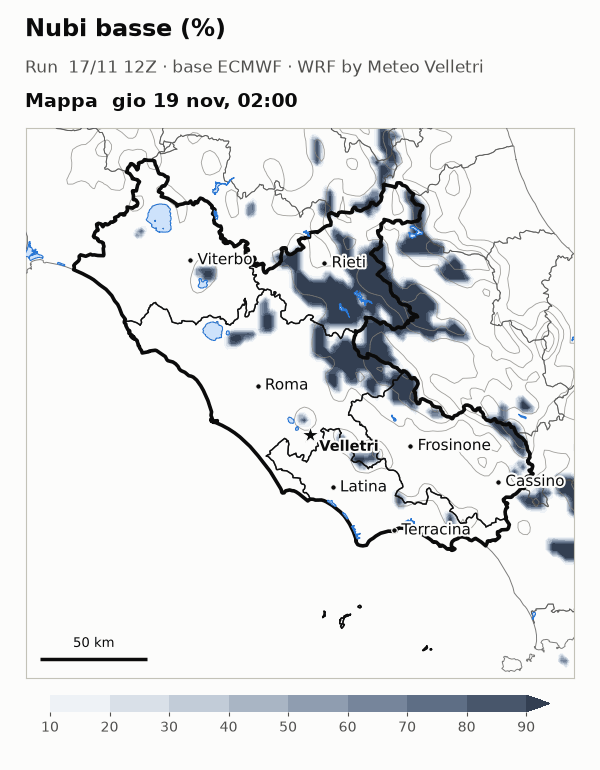 Nubi basse (%)
Run  17/11 12Z · base ECMWF · WRF by Meteo Velletri
Mappa  gio 19 nov, 02:00
Viterbo
Rieti
Roma
Velletri
Frosinone
Cassino
Latina
Terracina
50 km
10 20 30 40 50 60 70 80 90